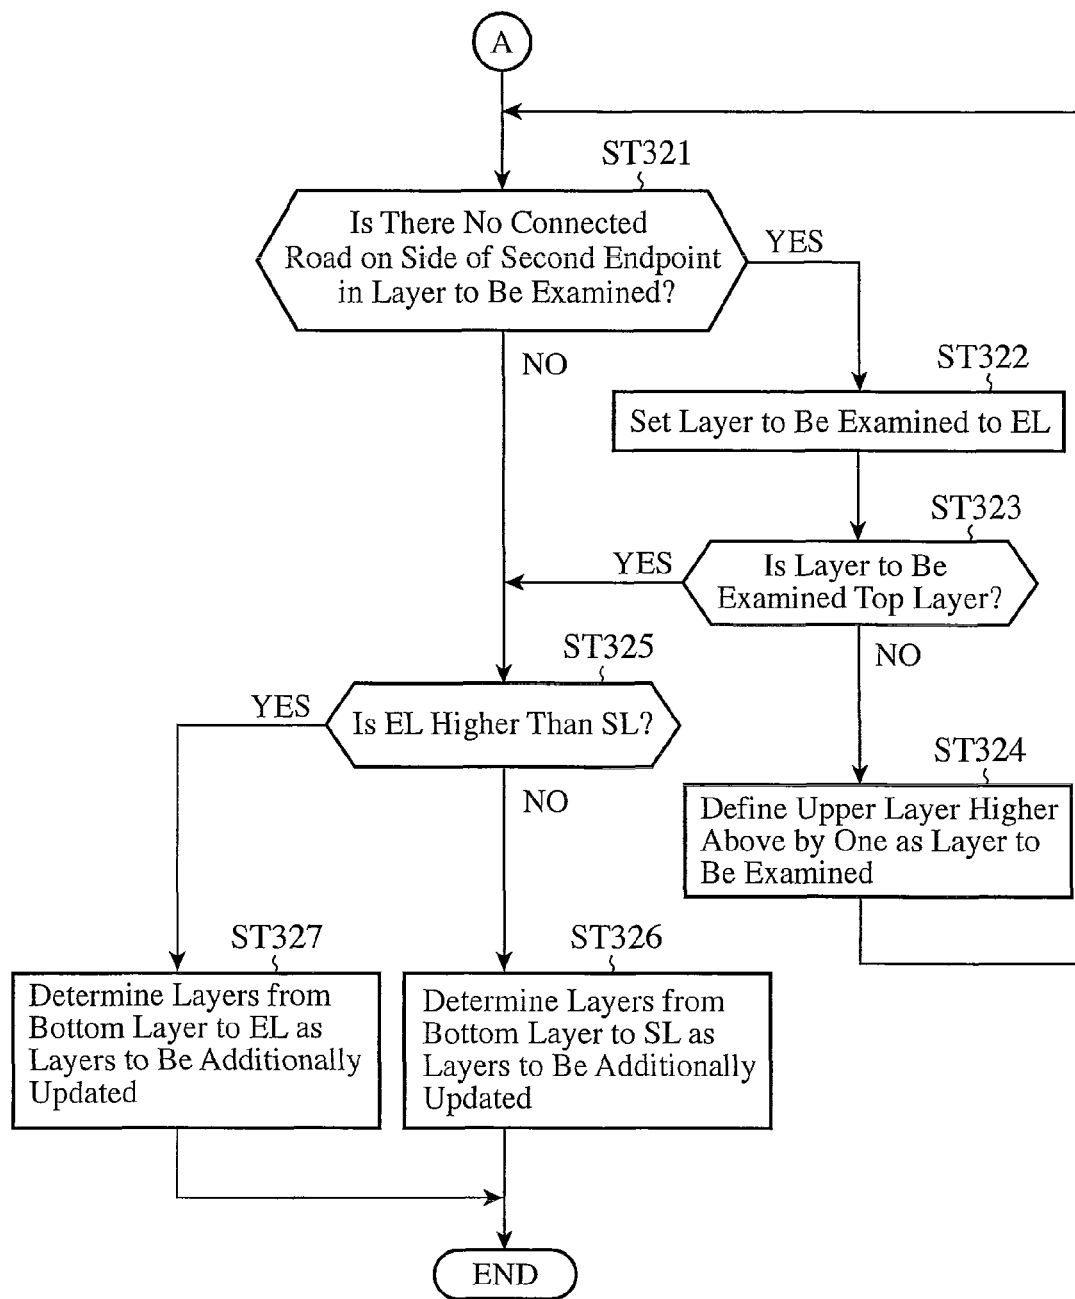 A
ST321
Is There No Connected
Road on Side of Second Endpoint
in Layer to Be Examined?
YES
NO
ST322
Set Layer to Be Examined to EL
ST323
Is Layer to Be
Examined Top Layer?
YES
NO
ST325
Is EL Higher Than SL?
YES
NO
ST324
Define Upper Layer Higher
Above by One as Layer to
Be Examined
ST327
Determine Layers from
Bottom Layer to EL as
Layers to Be Additionally
Updated
ST326
Determine Layers from
Bottom Layer to SL as
Layers to Be Additionally
Updated
END